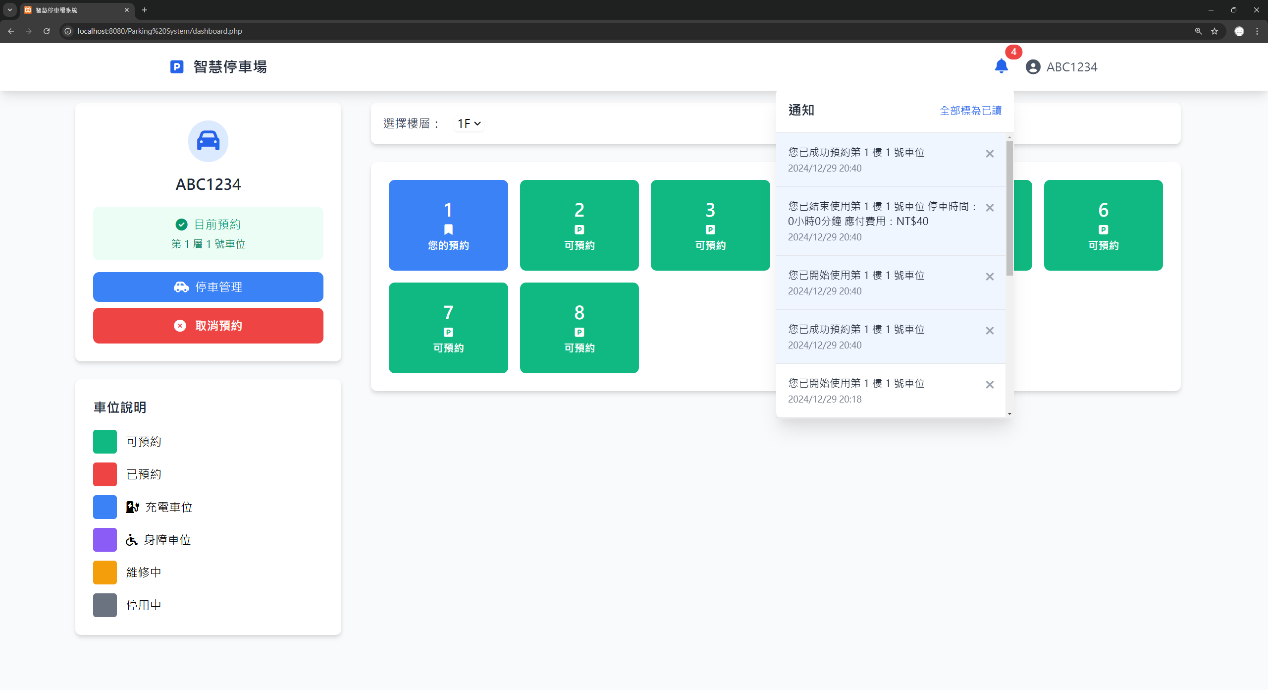 智慧停車場系統
localhost:8080/Parking%20System/dashboard.php
智慧停車場
4
ABC1234
ABC1234
目前預約
第 1 層 1 號車位
停車管理
取消預約
車位說明
可預約
已預約
充電車位
身障車位
維修中
停用中
選擇樓層：
1F
1
您的預約
2
可預約
3
可預約
6
可預約
7
可預約
8
可預約
通知
全部標為已讀
您已成功預約第 1 樓 1 號車位
2024/12/29 20:40
您已結束使用第 1 樓 1 號車位 停車時間：
0小時0分鐘 應付費用：NT$40
2024/12/29 20:40
您已開始使用第 1 樓 1 號車位
2024/12/29 20:40
您已成功預約第 1 樓 1 號車位
2024/12/29 20:40
您已開始使用第 1 樓 1 號車位
2024/12/29 20:18